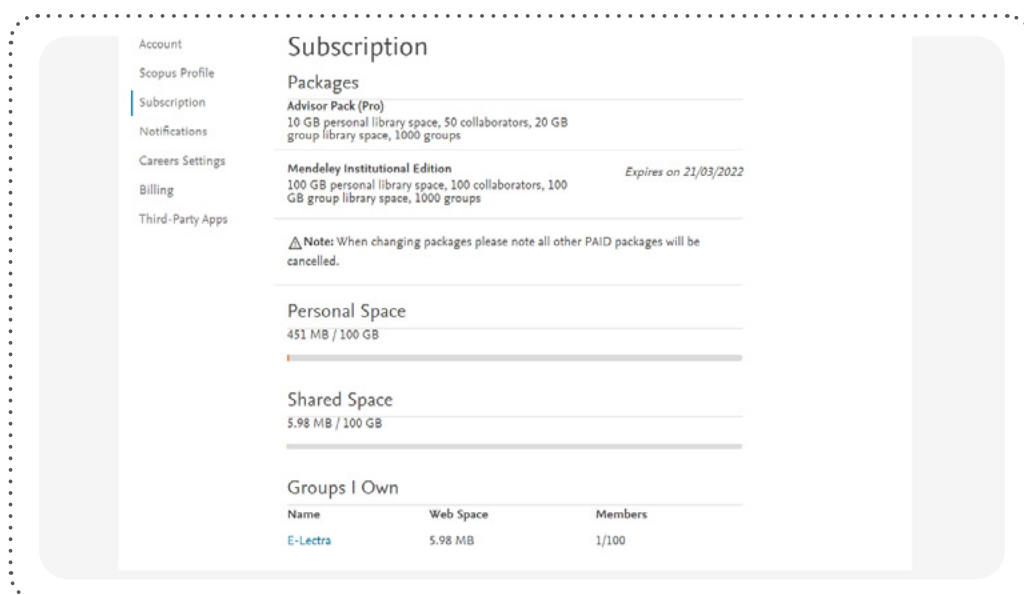 Account
Scopus Profile
Subscription
Notifications
Careers Settings
Billing
Third-Party Apps
Subscription
Packages
Advisor Pack (Pro)
10 GB personal library space, 50 collaborators, 20 GB
group library space, 1000 groups
Mendeley Institutional Edition
Expires on 21/03/2022
100 GB personal library space, 100 collaborators, 100
GB group library space, 1000 groups
Note: When changing packages please note all other PAID packages will be
cancelled.
Personal Space
451 MB / 100 GB
Shared Space
5.98 MB / 100 GB
Groups I Own
Name Web Space Members
E-Lectra 5.98 MB 1/100